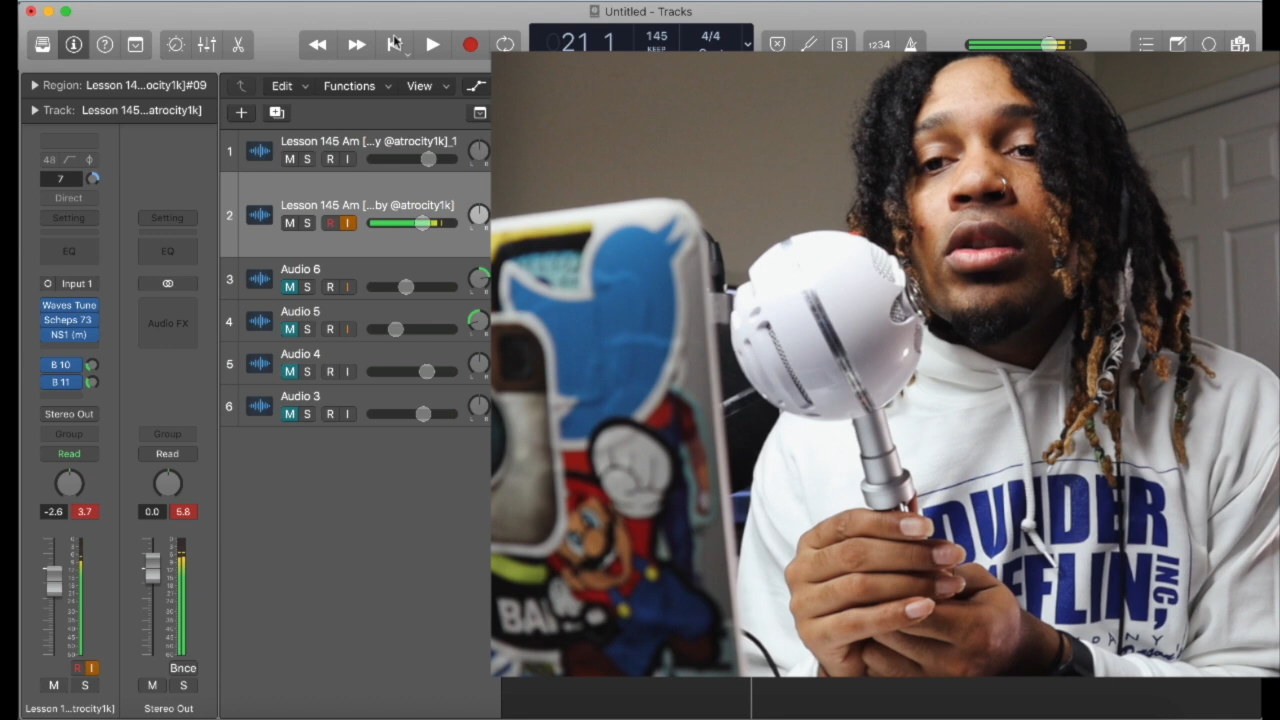 Untitled - Tracks
21 1
145
KEEP
4/4
1234
Region: Lesson 14...ocity1k]#09
Track: Lesson 145...atrocity1k]
Edit
Functions
View
48
7
Direct
Setting
Setting
EQ
EQ
Input 1
Waves Tune
Scheps 73
NS1 (m)
Audio FX
B 10
B 11
Stereo Out
Group
Group
Read
Read
-2.6 3.7
0.0 5.8
R I
Bnce
M S
M S
Lesson 1...trocity1k]
Stereo Out
1 Lesson 145 Am [...y @atrocity1k]_1
M S R I
2 Lesson 145 Am [...by @atrocity1k]
M S R I
3 Audio 6
M S R I
4 Audio 5
M S R I
5 Audio 4
M S R I
6 Audio 3
M S R I
DUNDER
INC,